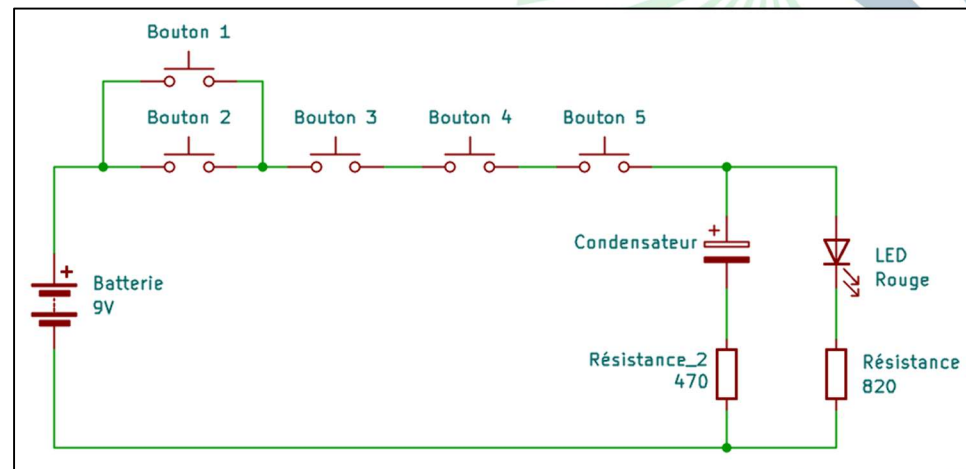 Bouton 1
Bouton 2
Bouton 3
Bouton 4
Bouton 5
+
Batterie
9V
Condensateur
+
LED
Rouge
Résistance_2
470
Résistance
820